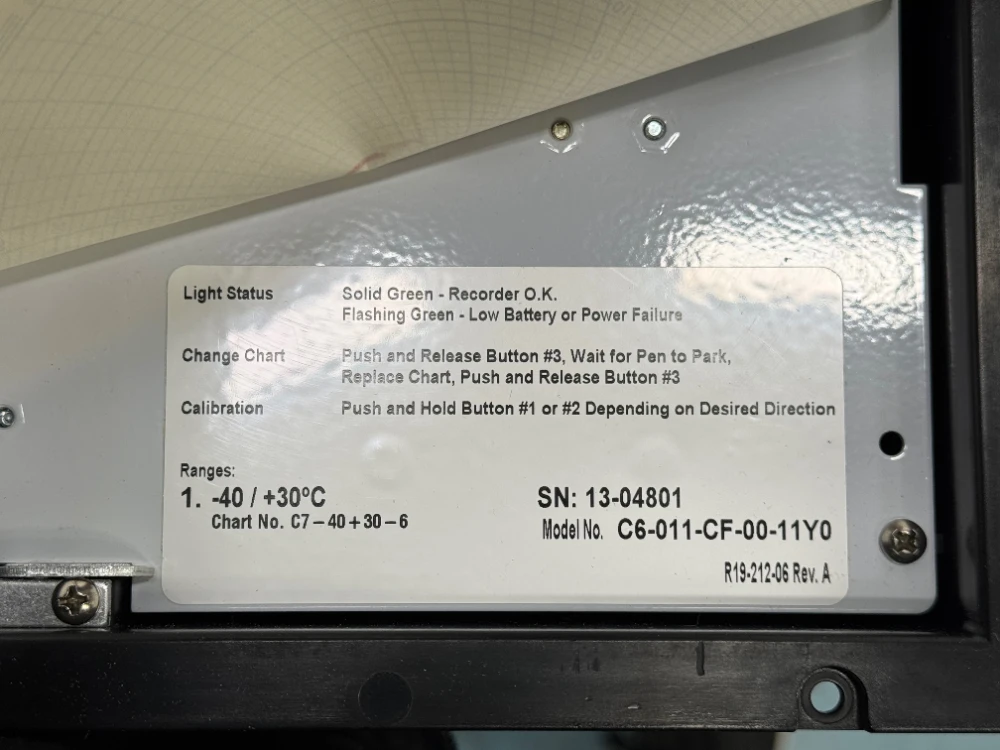 Light Status Solid Green - Recorder O.K.
Flashing Green - Low Battery or Power Failure
Change Chart Push and Release Button #3, Wait for Pen to Park,
Replace Chart, Push and Release Button #3
Calibration Push and Hold Button #1 or #2 Depending on Desired Direction
Ranges:
1. -40 / +30ºC SN: 13-04801
Chart No. C7–40+30–6 Model No. C6-011-CF-00-11Y0
R19-212-06 Rev. A